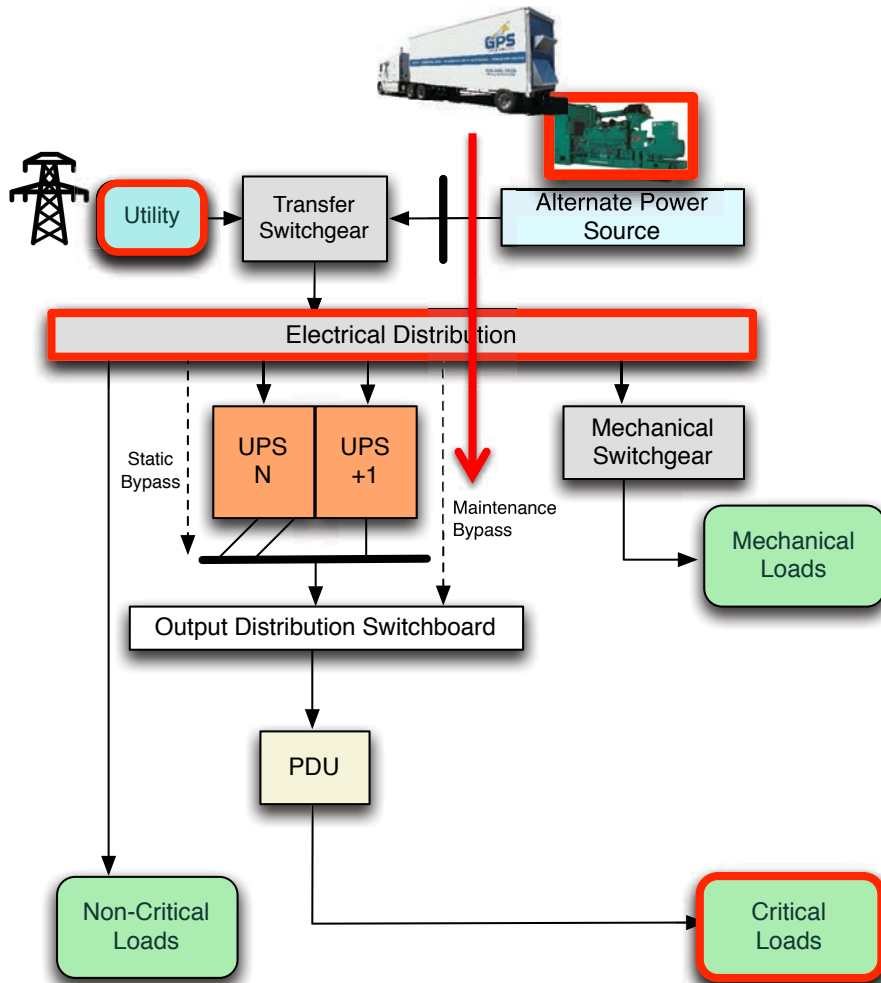 GPS
Utility
Transfer
Switchgear
Alternate Power
Source
Electrical Distribution
Static
Bypass
UPS
N
UPS
+1
Maintenance
Bypass
Mechanical
Switchgear
Mechanical
Loads
Output Distribution Switchboard
PDU
Non-Critical
Loads
Critical
Loads